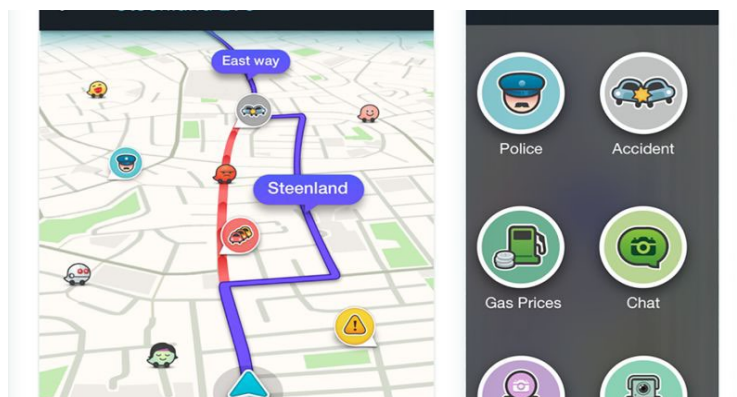 East way
Steenland
Police
Accident
Gas Prices
Chat